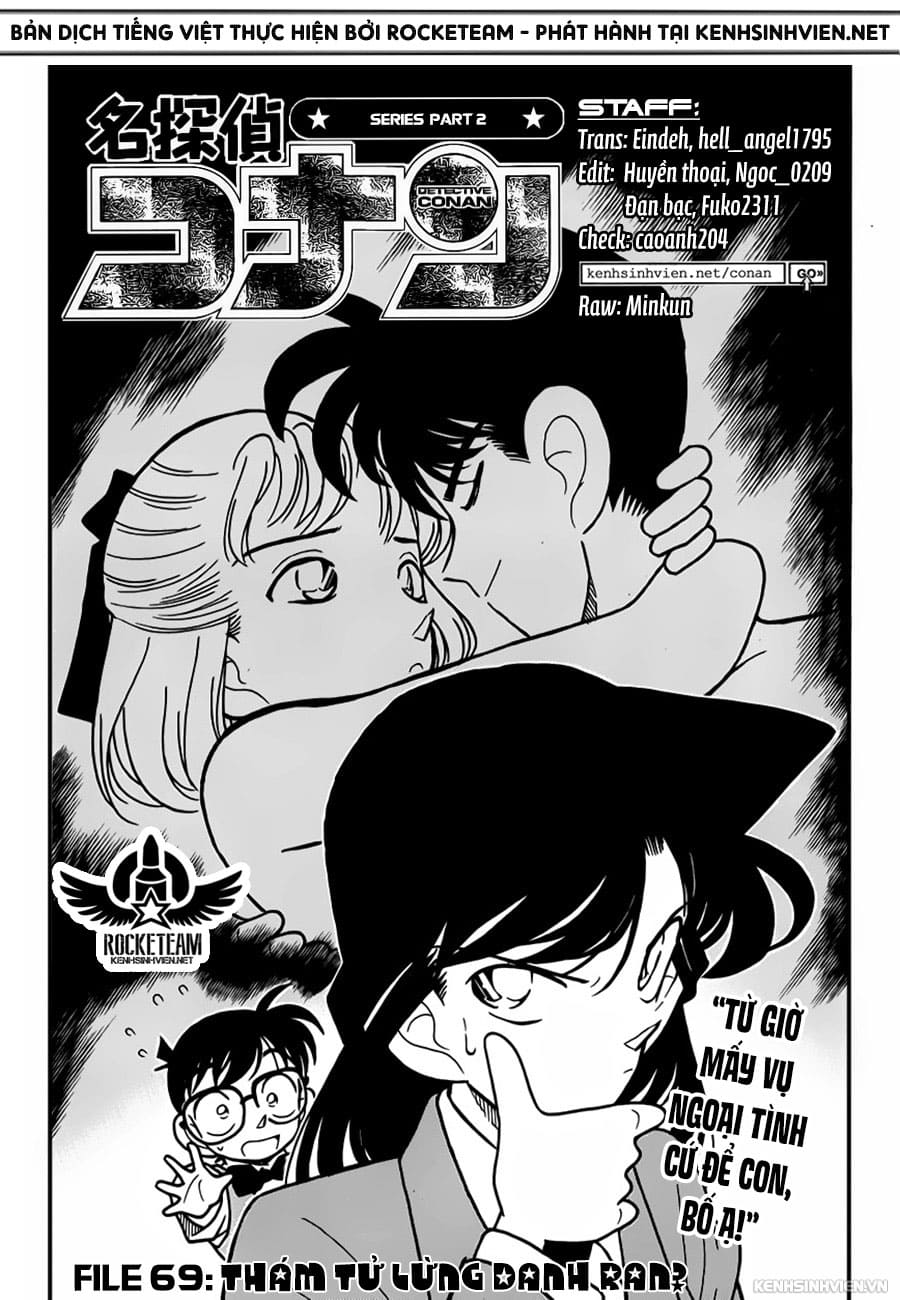 BẢN DỊCH TIẾNG VIỆT THỰC HIỆN BỞI ROCKETEAM - PHÁT HÀNH TẠI KENHSINHVIEN.NET
名探偵
SERIES PART 2
コナン
DETECTIVE
CONAN
STAFF:
Trans: Eindeh, hell_angel1795
Edit: Huyền thoại, Ngoc_0209
Đạn bạc, Fuko2311
Check: caoanh204
kenhsinhvien.net/conan GO»
Raw: Minkun
ROCKETEAM
KENHSINHVIEN.NET
“TỪ GIỜ
MẤY VỤ
NGOẠI TÌNH
CỨ ĐỂ CON,
BỐ Ạ!”
FILE 69: THÁM TỬ LỪNG DANH RAN?
KENHSINHVIEN.VN